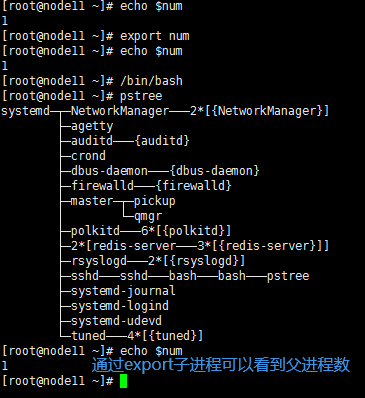 [root@node11 ~]# echo $num
1
[root@node11 ~]# export num
[root@node11 ~]# echo $num
1
[root@node11 ~]# /bin/bash
[root@node11 ~]# pstree
systemd─┬─NetworkManager───2*[{NetworkManager}]
        ├─agetty
        ├─auditd───{auditd}
        ├─crond
        ├─dbus-daemon───{dbus-daemon}
        ├─firewalld───{firewalld}
        ├─master─┬─pickup
        │        └─qmgr
        ├─polkitd───6*[{polkitd}]
        ├─2*[redis-server───3*[{redis-server}]]
        ├─rsyslogd───2*[{rsyslogd}]
        ├─sshd───sshd───bash───bash───pstree
        ├─systemd-journal
        ├─systemd-logind
        ├─systemd-udevd
        └─tuned───4*[{tuned}]
[root@node11 ~]# echo $num
1 通过export子进程可以看到父进程数
[root@node11 ~]#